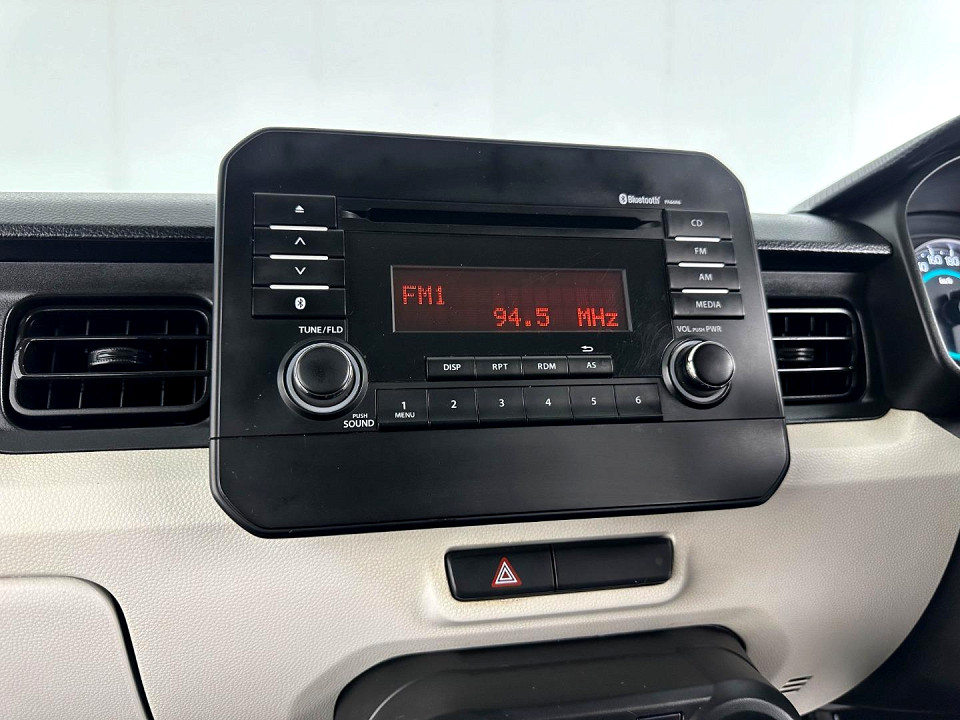 Bluetooth
CD
FM
AM
MEDIA
FM1
94.5 MHz
TUNE/FLD
VOL PUSH PWR
DISP RPT RDM AS
1 2 3 4 5 6
MENU
PUSH
SOUND